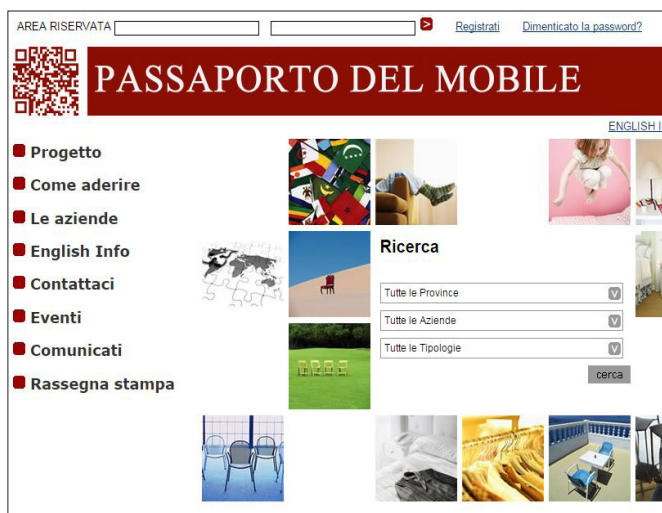 AREA RISERVATA > Registrati Dimenticato la password?
PASSAPORTO DEL MOBILE
ENGLISH
Progetto
Come aderire
Le aziende
English Info
Contattaci
Eventi
Comunicati
Rassegna stampa
Ricerca
Tutte le Province V
Tutte le Aziende V
Tutte le Tipologie V
cerca